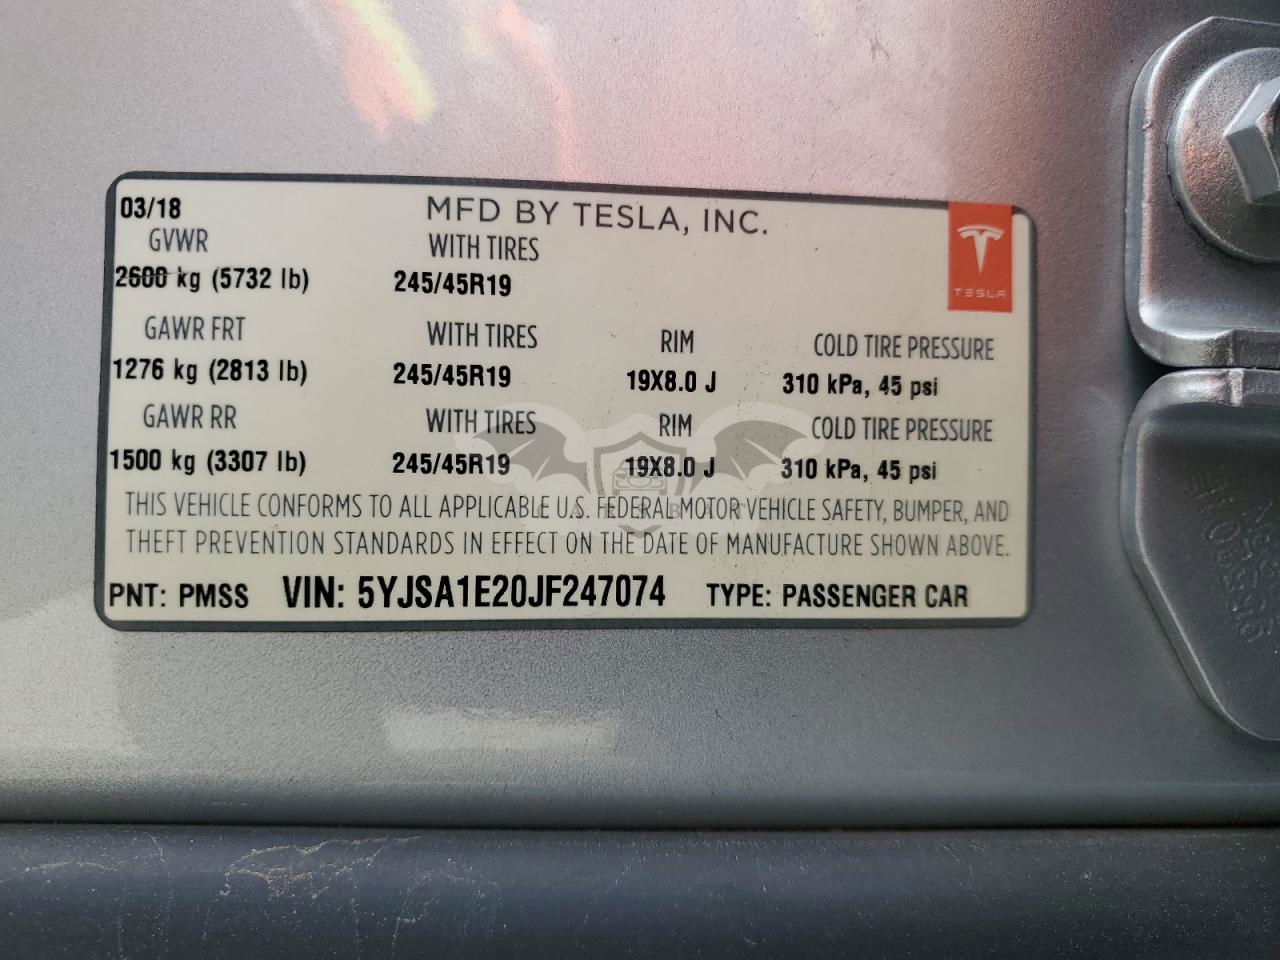 03/18 MFD BY TESLA, INC.
GVWR WITH TIRES
2600 kg (5732 lb) 245/45R19
TESLA
GAWR FRT WITH TIRES RIM COLD TIRE PRESSURE
1276 kg (2813 lb) 245/45R19 19X8.0 J 310 kPa, 45 psi
GAWR RR WITH TIRES RIM COLD TIRE PRESSURE
1500 kg (3307 lb) 245/45R19 19X8.0 J 310 kPa, 45 psi
THIS VEHICLE CONFORMS TO ALL APPLICABLE U.S. FEDERAL MOTOR VEHICLE SAFETY, BUMPER, AND
THEFT PREVENTION STANDARDS IN EFFECT ON THE DATE OF MANUFACTURE SHOWN ABOVE.
PNT: PMSS VIN: 5YJSA1E20JF247074 TYPE: PASSENGER CAR